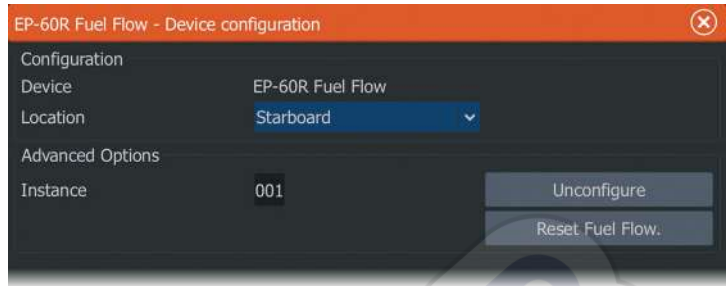 EP-60R Fuel Flow - Device configuration
Configuration
Device EP-60R Fuel Flow
Location Starboard
Advanced Options
Instance 001 Unconfigure
Reset Fuel Flow.